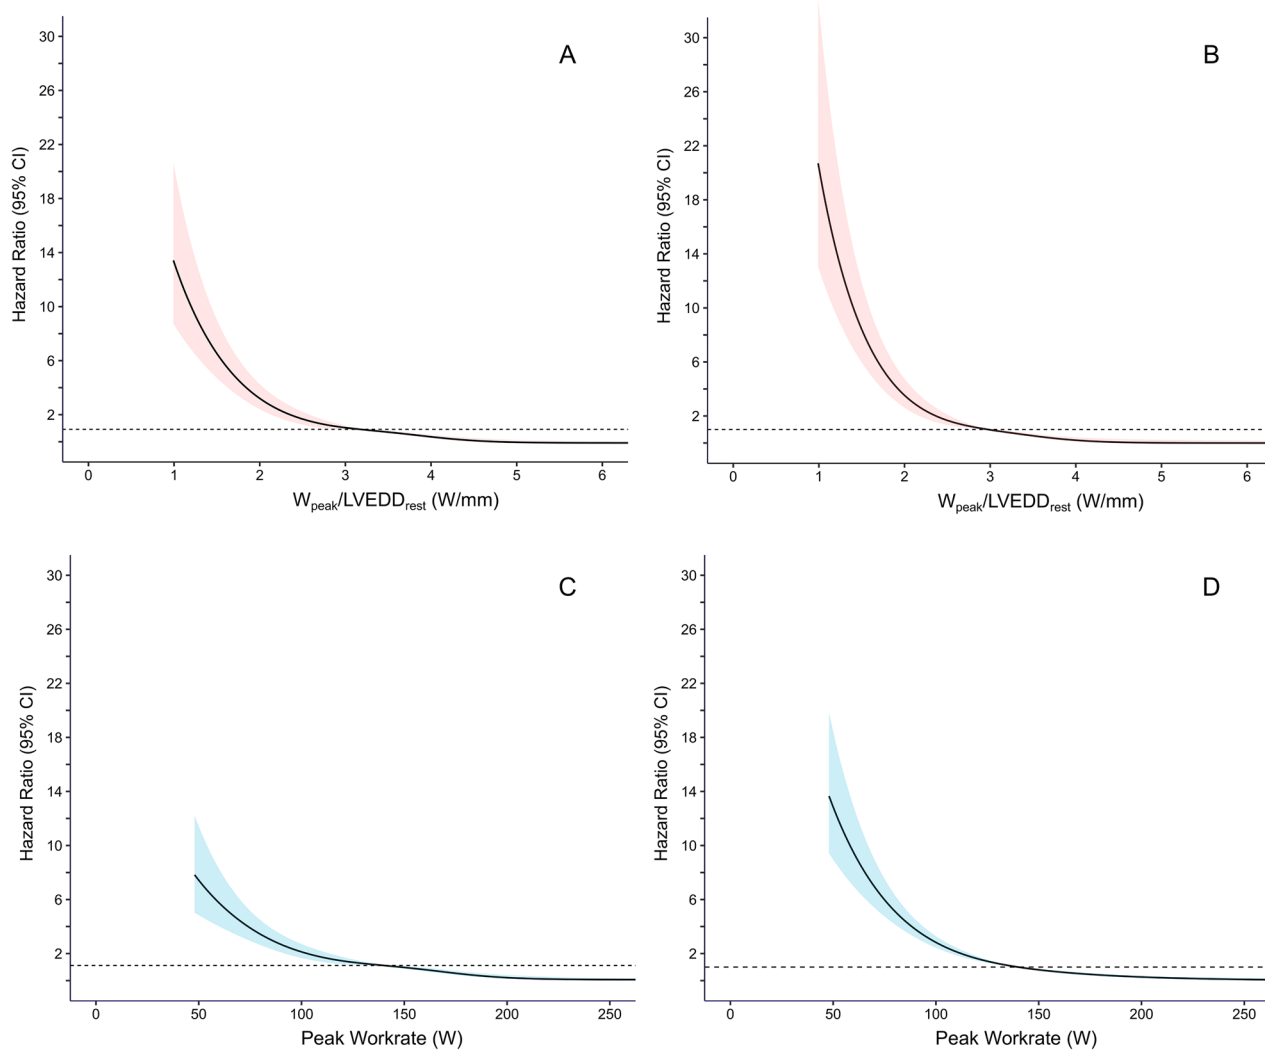 A
Hazard Ratio (95% CI)
30
26
22
18
14
10
6
2
0 1 2 3 4 5 6
Wpeak/LVEDDrest (W/mm)
B
Hazard Ratio (95% CI)
30
26
22
18
14
10
6
2
0 1 2 3 4 5 6
Wpeak/LVEDDrest (W/mm)
C
Hazard Ratio (95% CI)
30
26
22
18
14
10
6
2
0 50 100 150 200 250
Peak Workrate (W)
D
Hazard Ratio (95% CI)
30
26
22
18
14
10
6
2
0 50 100 150 200 250
Peak Workrate (W)